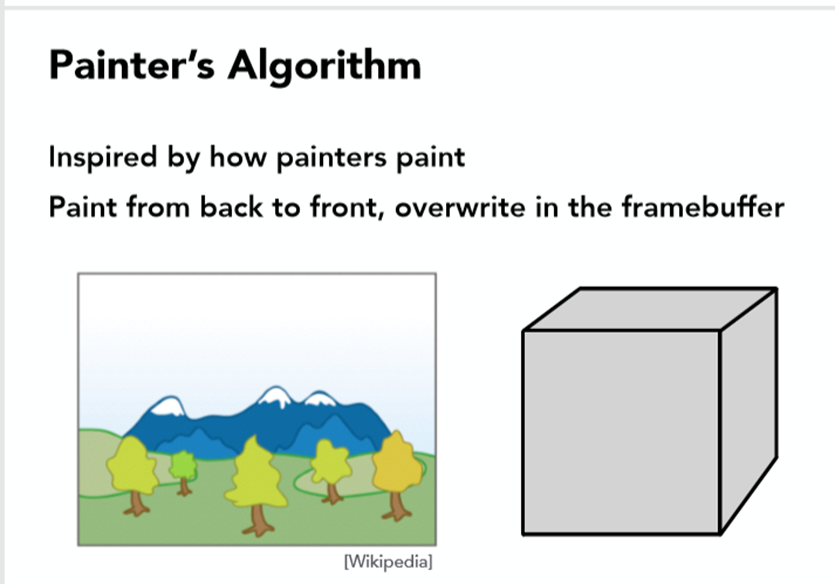 Painter’s Algorithm
Inspired by how painters paint
Paint from back to front, overwrite in the framebuffer
[Wikipedia]